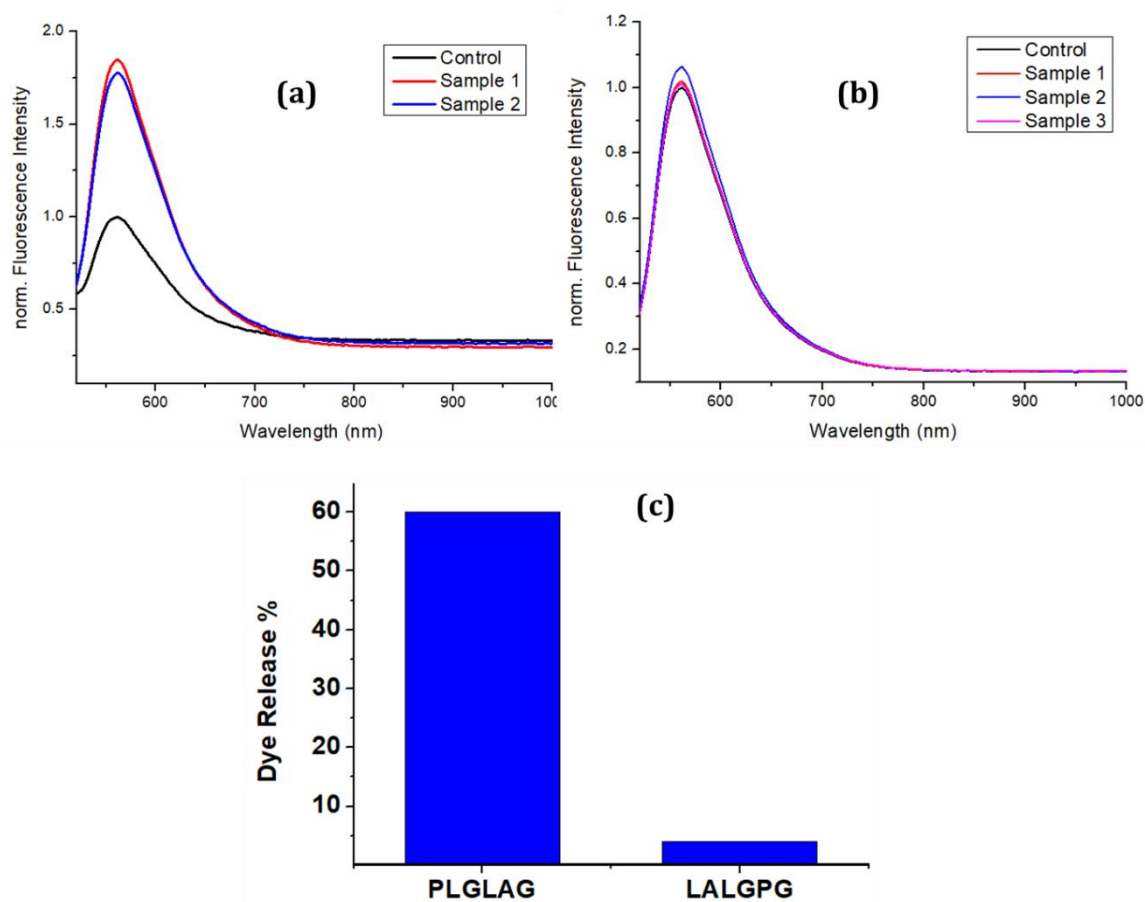 2.0
1.5
1.0
0.5
norm. Fluorescence Intensity
Control
Sample 1
Sample 2
(a)
600
700
800
900
100
Wavelength (nm)
1.2
1.0
0.8
0.6
0.4
0.2
norm. Fluorescence Intensity
Control
Sample 1
Sample 2
Sample 3
(b)
600
700
800
900
1000
Wavelength (nm)
60
50
40
30
20
10
Dye Release %
(c)
PLGLAG
LALGPG